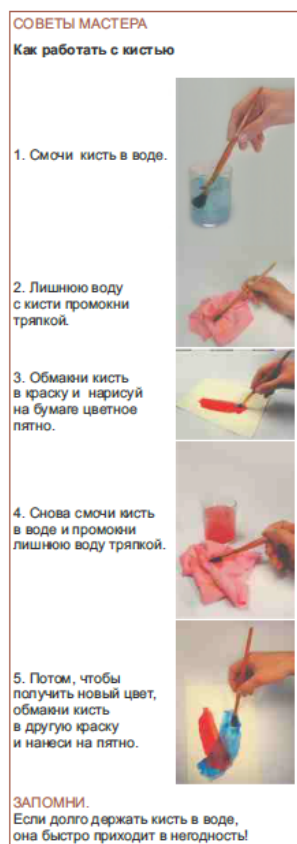 СОВЕТЫ МАСТЕРА
Как работать с кистью
1. Смочи кисть в воде.
2. Лишнюю воду
с кисти промокни
тряпкой.
3. Обмакни кисть
в краску и нарисуй
на бумаге цветное
пятно.
4. Снова смочи кисть
в воде и промокни
лишнюю воду тряпкой.
5. Потом, чтобы
получить новый цвет,
обмакни кисть
в другую краску
и нанеси на пятно.
ЗАПОМНИ.
Если долго держать кисть в воде,
она быстро приходит в негодность!